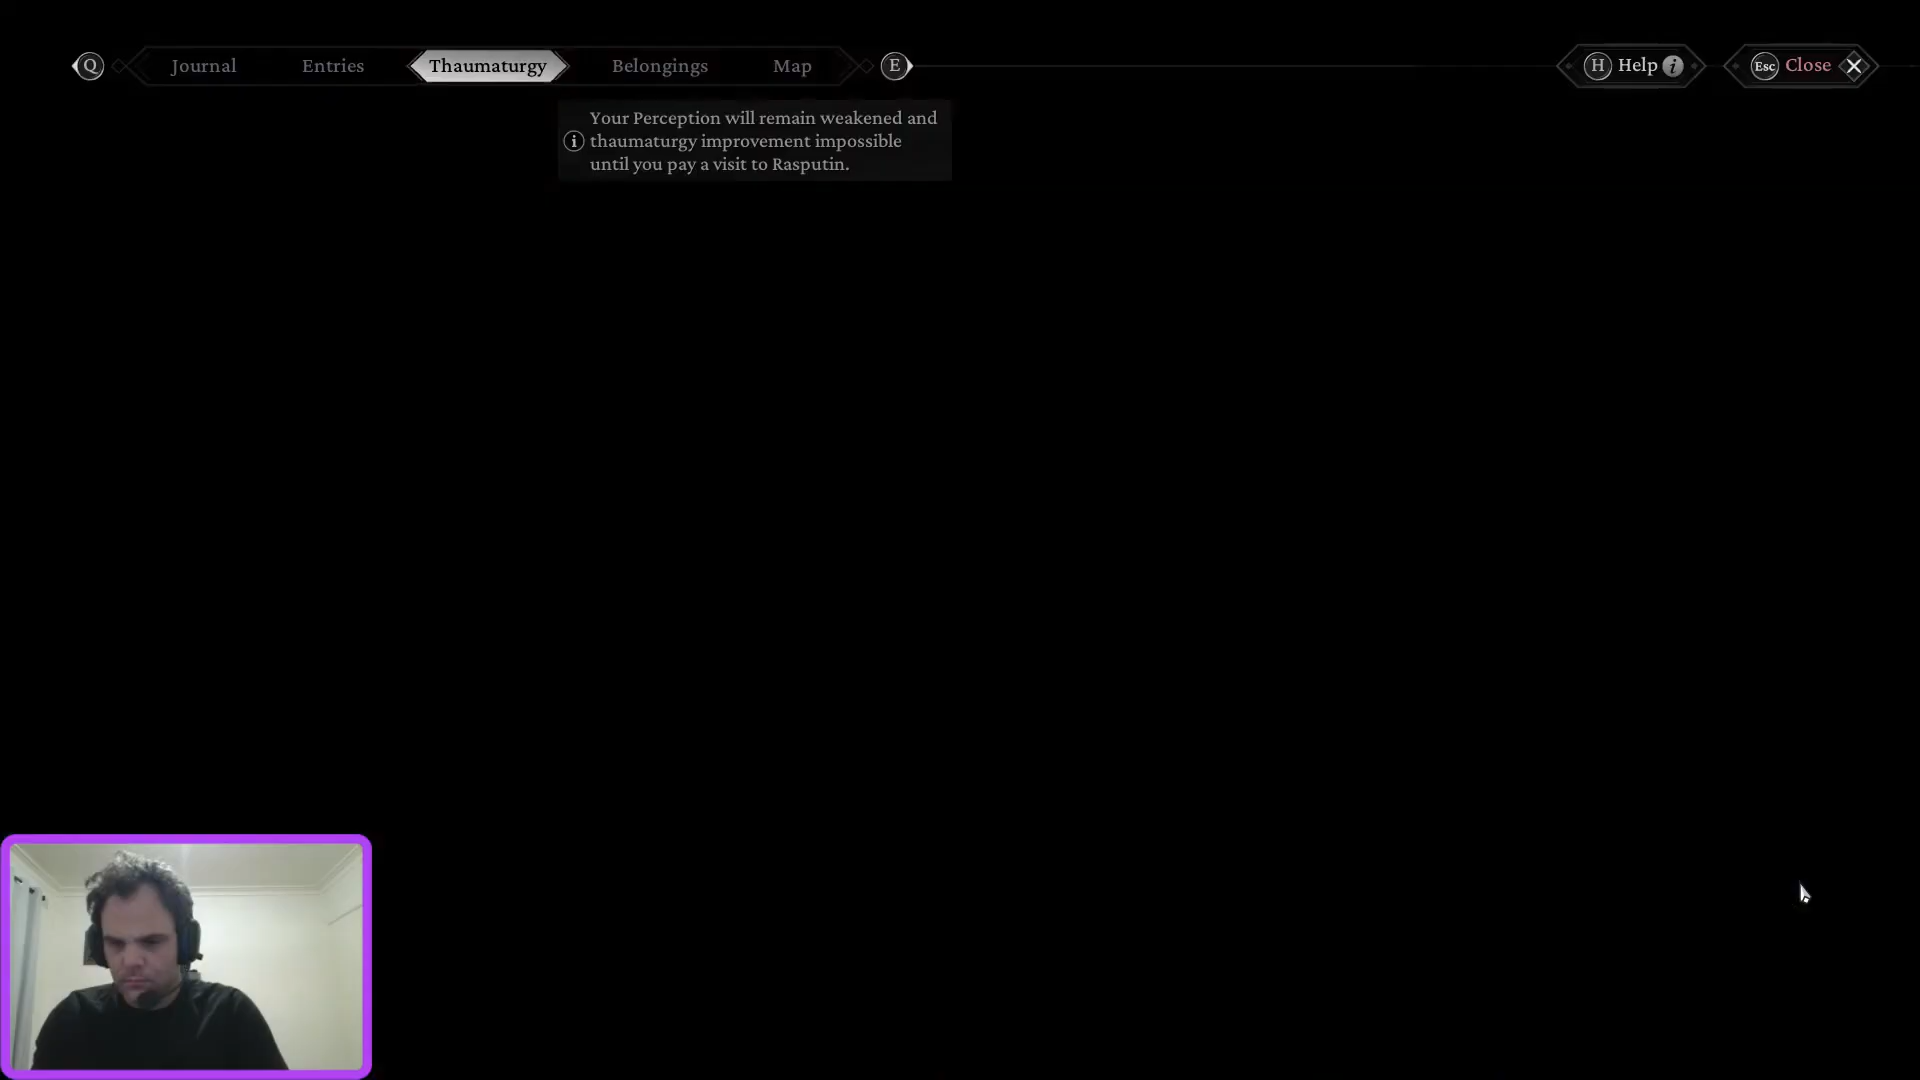 Q Journal Entries Thaumaturgy Belongings Map E H Help i Esc Close
Your Perception will remain weakened and
i thaumaturgy improvement impossible
until you pay a visit to Rasputin.